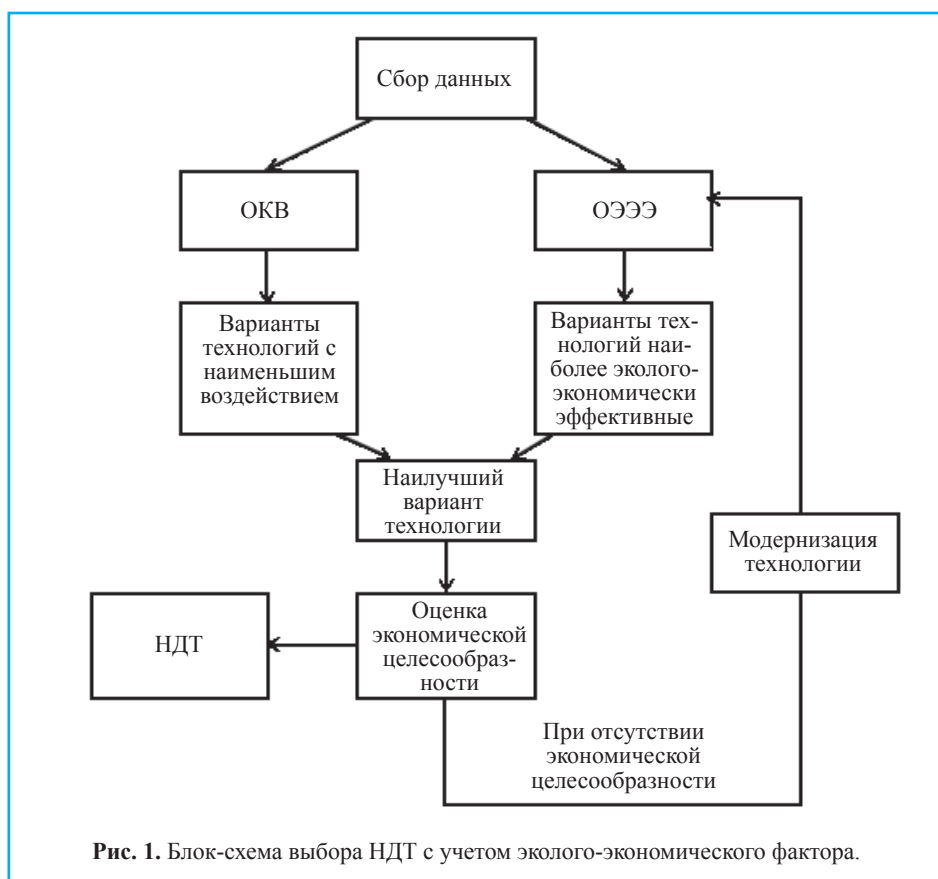 Сбор данных
ОКВ
ОЭЭЭ
Варианты
технологий с
наименьшим
воздействием
Варианты тех-
нологий наи-
более эколого-
экономически
эффективные
Наилучший
вариант
технологии
Модернизация
технологии
НДТ
Оценка
экономической
целесообраз-
ности
При отсутствии
экономической
целесообразности
Рис. 1. Блок-схема выбора НДТ с учетом эколого-экономического фактора.